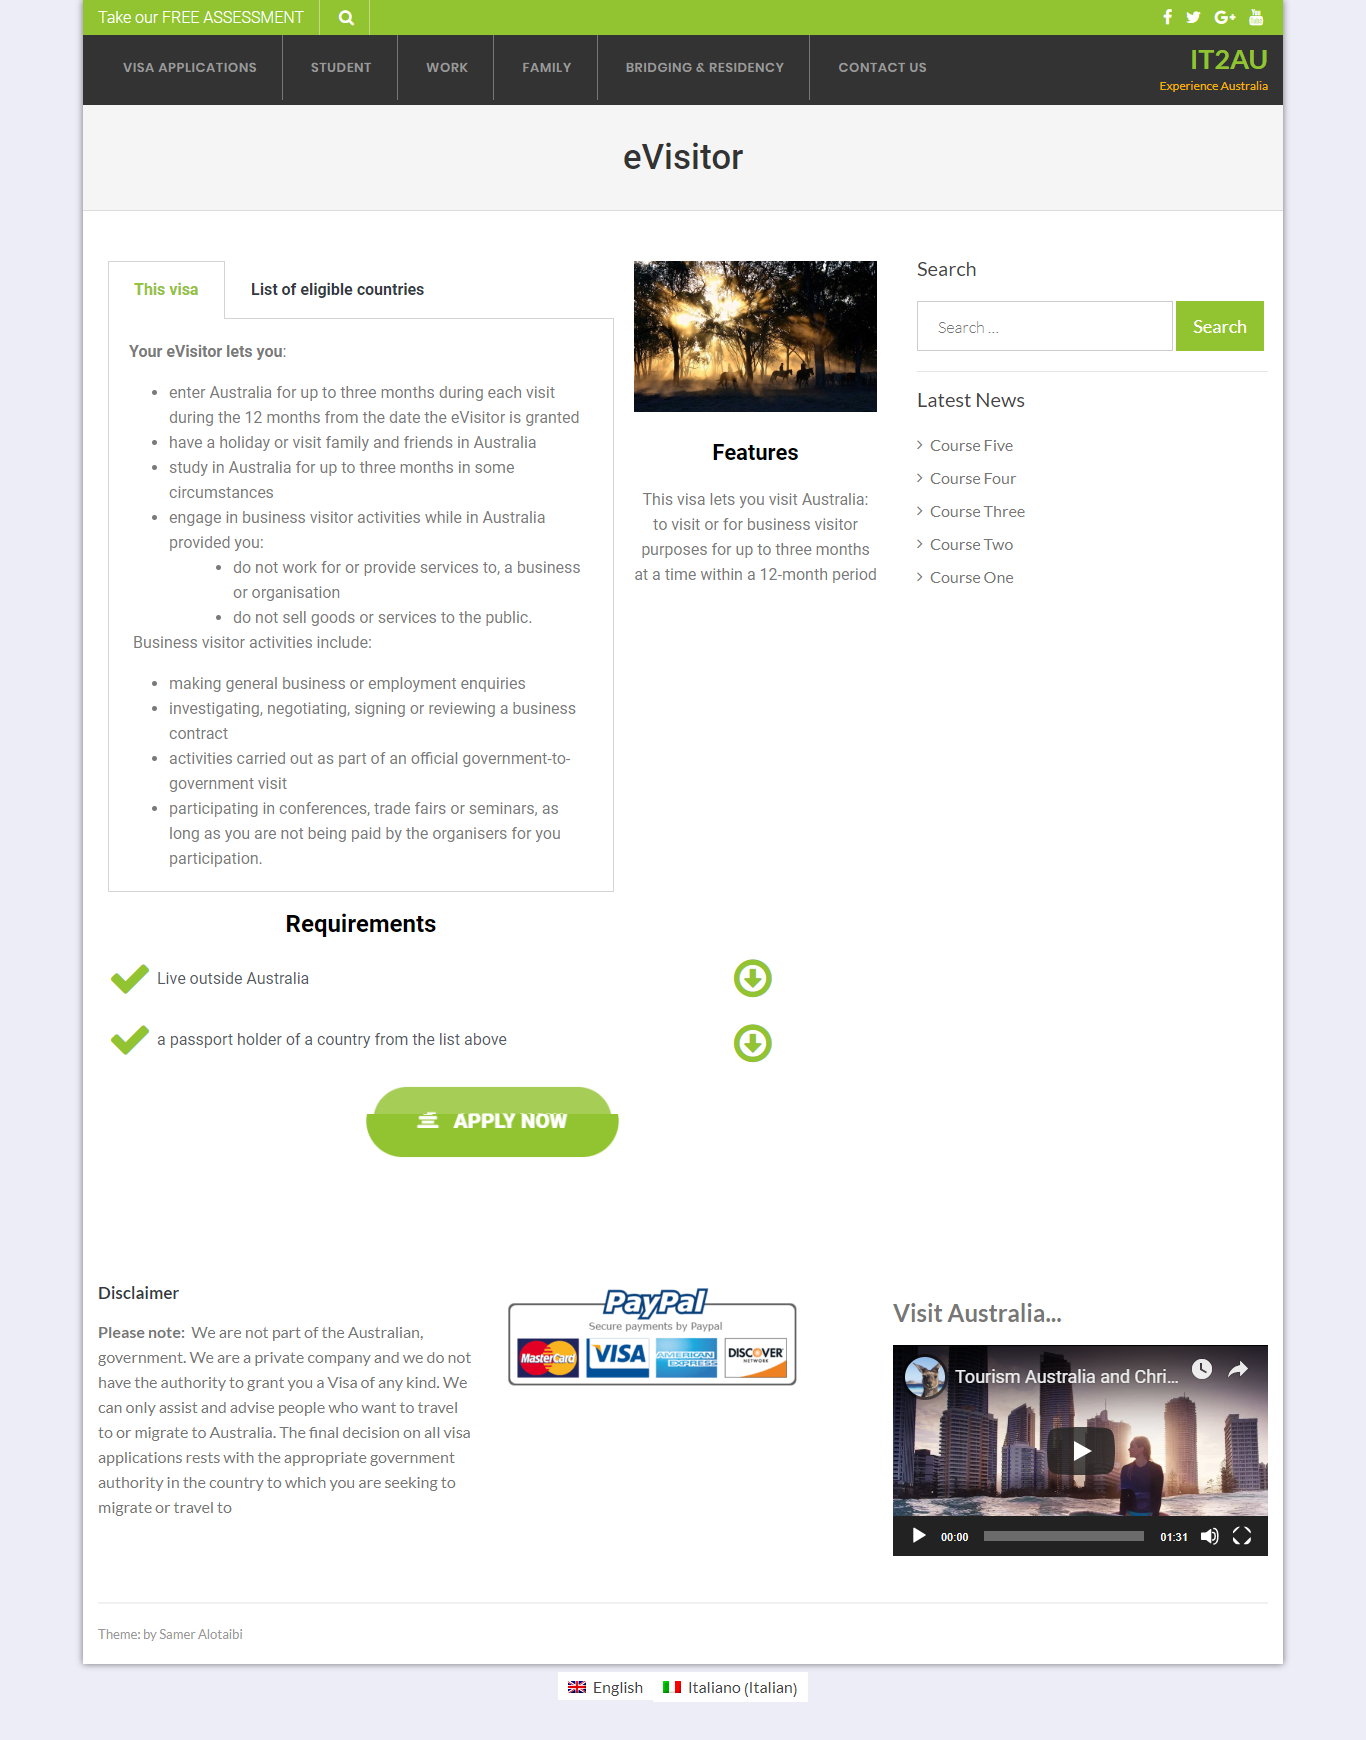 Take our FREE ASSESSMENT
VISA APPLICATIONS
STUDENT
WORK
FAMILY
BRIDGING & RESIDENCY
CONTACT US
IT2AU
Experience Australia
eVisitor
This visa
List of eligible countries
Your eVisitor lets you:
enter Australia for up to three months during each visit
during the 12 months from the date the eVisitor is granted
have a holiday or visit family and friends in Australia
study in Australia for up to three months in some
circumstances
engage in business visitor activities while in Australia
provided you:
do not work for or provide services to, a business
or organisation
do not sell goods or services to the public.
Business visitor activities include:
making general business or employment enquiries
investigating, negotiating, signing or reviewing a business
contract
activities carried out as part of an official government-to-
government visit
participating in conferences, trade fairs or seminars, as
long as you are not being paid by the organisers for you
participation.
Features
This visa lets you visit Australia:
to visit or for business visitor
purposes for up to three months
at a time within a 12-month period
Search
Search ...
Search
Latest News
Course Five
Course Four
Course Three
Course Two
Course One
Requirements
Live outside Australia
a passport holder of a country from the list above
APPLY NOW
Disclaimer
Please note: We are not part of the Australian,
government. We are a private company and we do not
have the authority to grant you a Visa of any kind. We
can only assist and advise people who want to travel
to or migrate to Australia. The final decision on all visa
applications rests with the appropriate government
authority in the country to which you are seeking to
migrate or travel to
PayPal
Secure payments by Paypal
MasterCard
VISA
AMERICAN EXPRESS
DISCOVER
NETWORK
Visit Australia...
Tourism Australia and Chri...
00:00
01:31
Theme: by Samer Alotaibi
English
Italiano (Italian)